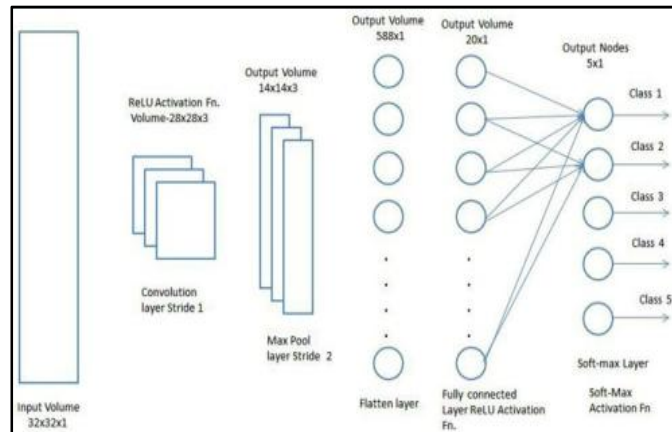 Input Volume
32x32x1
ReLU Activation Fn.
Volume-28x28x3
Convolution
layer Stride 1
Output Volume
14x14x3
Max Pool
layer Stride 2
Output Volume
588x1
Flatten layer
Output Volume
20x1
Fully connected
Layer ReLU Activation
Fn.
Output Nodes
5x1
Class 1
Class 2
Class 3
Class 4
Class 5
Soft-max Layer
Soft-Max
Activation Fn